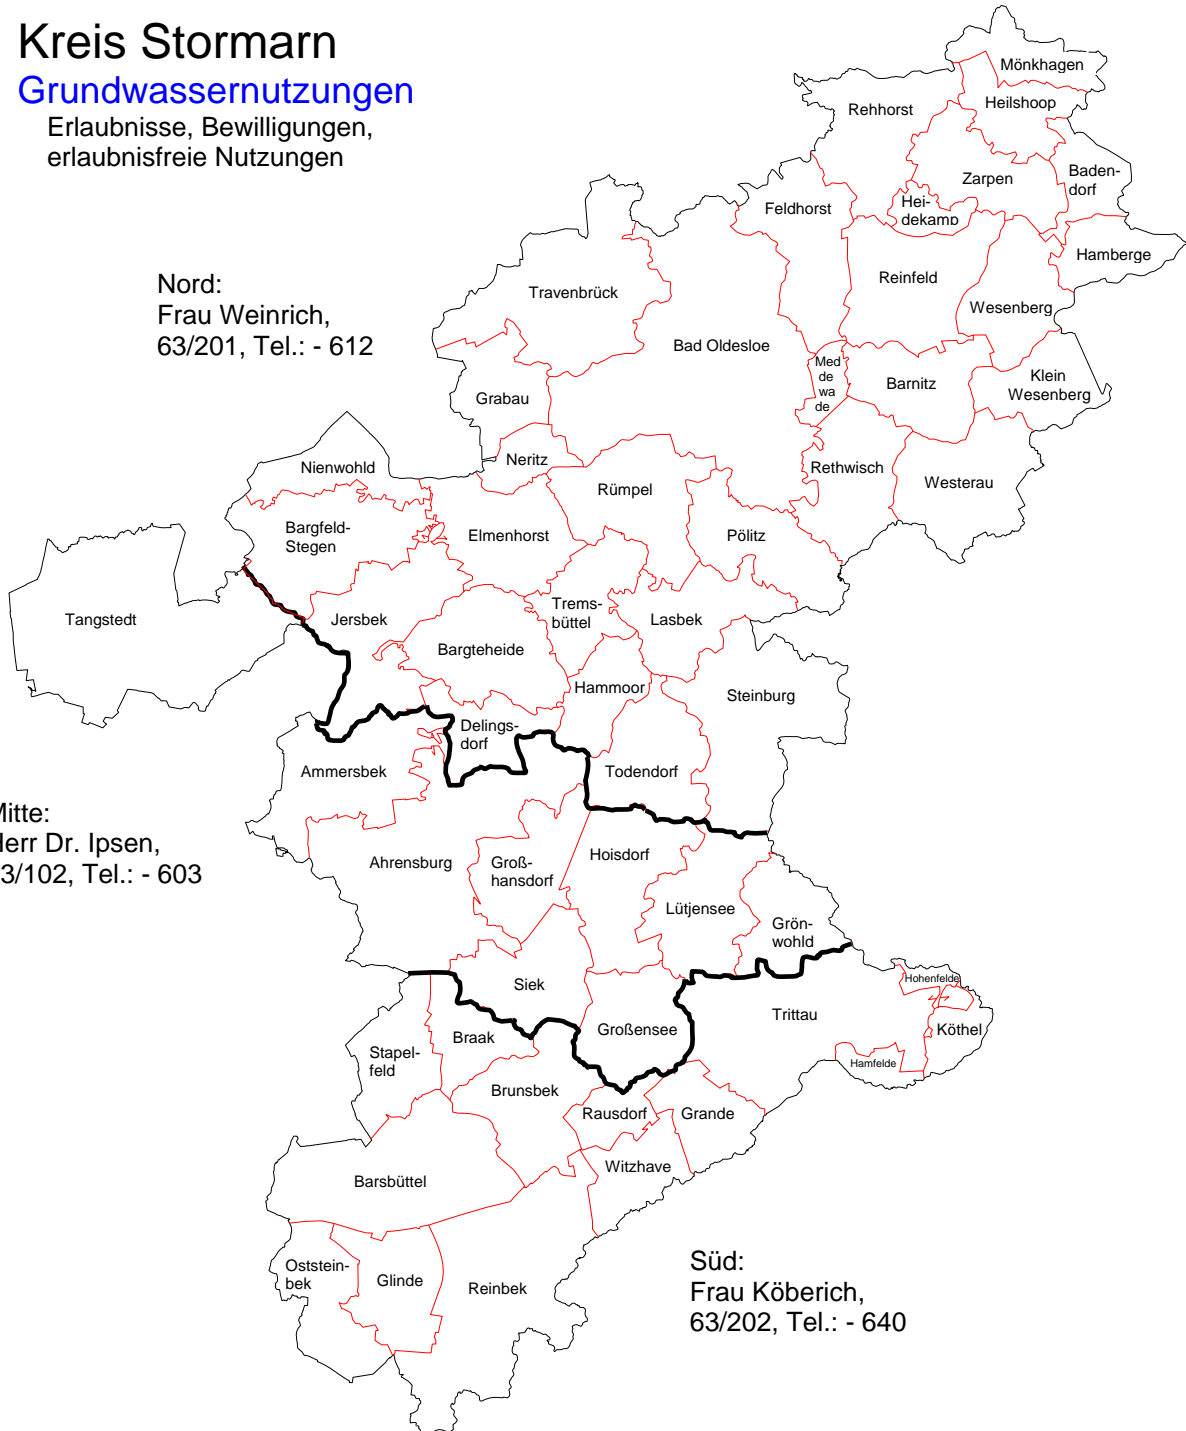 Kreis Stormarn
Grundwassernutzungen
Erlaubnisse, Bewilligungen,
erlaubnisfreie Nutzungen
Mönkhagen
Rehhorst
Heilshoop
Zarpen
Baden-
dorf
Feldhorst
Hei-
dekamp
Hamberge
Nord:
Frau Weinrich,
63/201, Tel.: - 612
Travenbrück
Reinfeld
Wesenberg
Bad Oldesloe
Med
de
wa
de
Barnitz
Klein
Wesenberg
Grabau
Neritz
Nienwohld
Rümpel
Rethwisch
Westerau
Bargfeld-
Stegen
Elmenhorst
Pölitz
Tangstedt
Jersbek
Trems-
büttel
Lasbek
Bargteheide
Hammoor
Steinburg
Delings-
dorf
Ammersbek
Todendorf
Mitte:
Herr Dr. Ipsen,
63/102, Tel.: - 603
Ahrensburg
Groß-
hansdorf
Hoisdorf
Lütjensee
Grön-
wohld
Siek
Hohenfelde
Großensee
Trittau
Köthel
Braak
Stapel-
feld
Hamfelde
Brunsbek
Rausdorf
Grande
Witzhave
Barsbüttel
Oststein-
bek
Glinde
Reinbek
Süd:
Frau Köberich,
63/202, Tel.: - 640